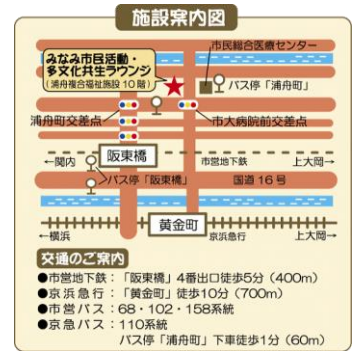 施設案内図
市民総合医療センター
みなみ市民活動・
多文化共生ラウンジ
(浦舟複合福祉施設10階)
バス停「浦舟町」
浦舟町交差点
市大病院前交差点
阪東橋
←関内
市営地下鉄
上大岡→
バス停「阪東橋」
国道16号
黄金町
←横浜
京浜急行
上大岡→
交通のご案内
●市営地下鉄:「阪東橋」4番出口徒歩5分(400m)
●京浜急行:「黄金町」徒歩10分(700m)
●市営バス:68・102・158系統
●京急バス:110系統
バス停「浦舟町」下車徒歩1分(60m)